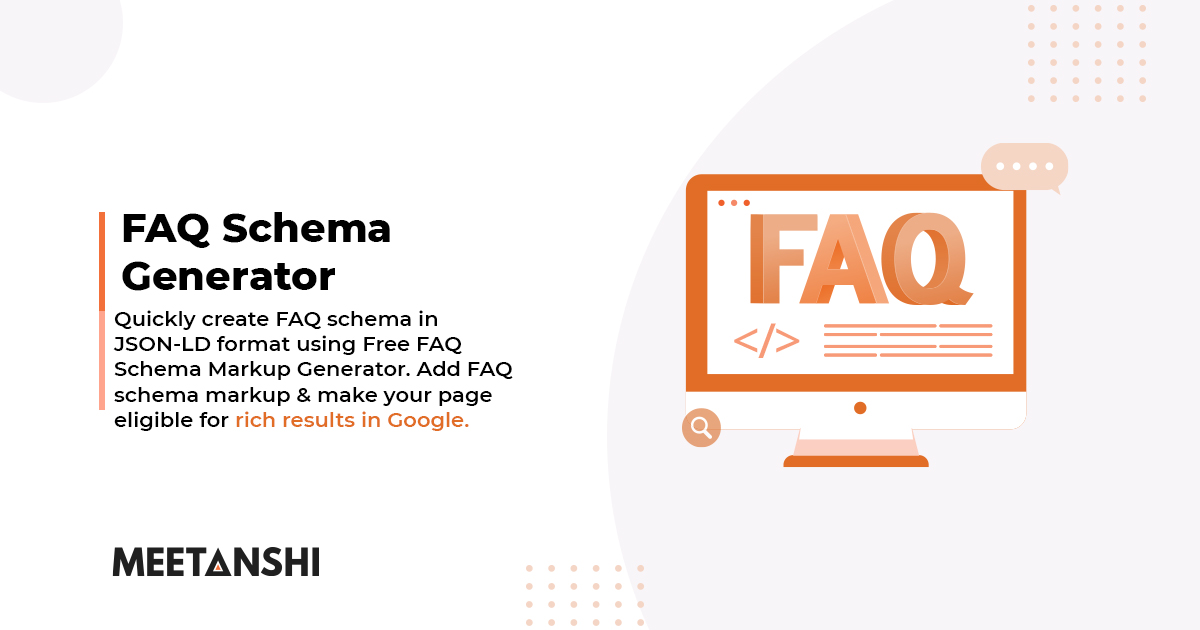 FAQ Schema
Generator
Quickly create FAQ schema in
JSON-LD format using Free FAQ
Schema Markup Generator. Add FAQ
schema markup & make your page
eligible for rich results in Google.
MEETANSHI
FAQ
</>